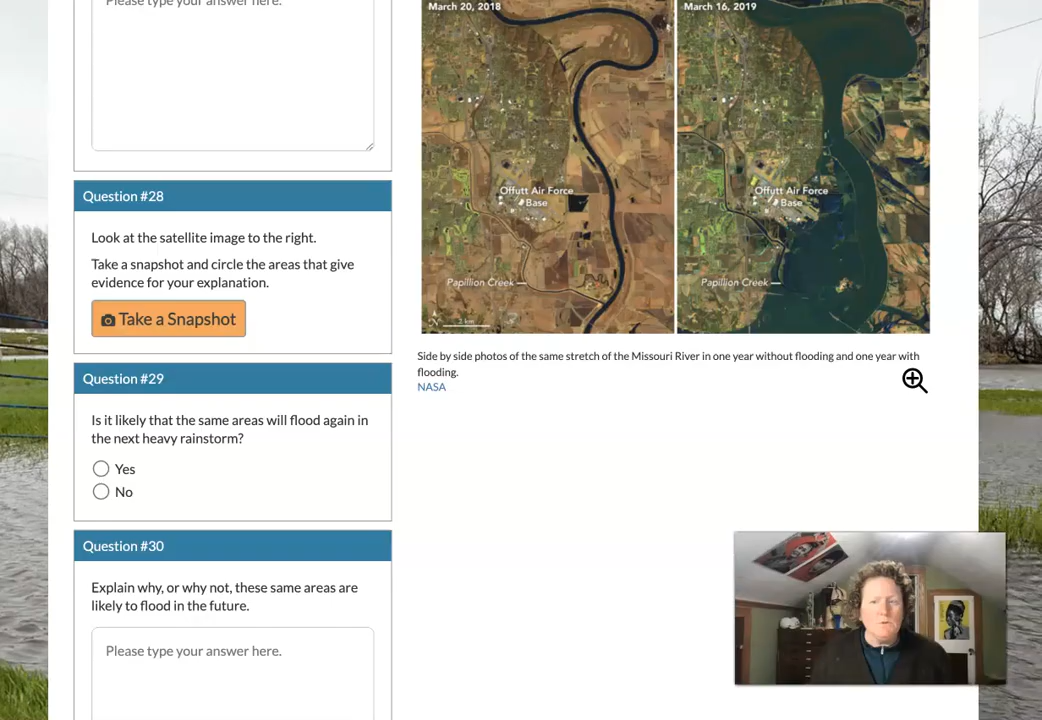 Please type your answer here.
March 20, 2018
March 16, 2019
Offutt Air Force
Base
Papillion Creek
Offutt Air Force
Base
Papillion Creek
Side by side photos of the same stretch of the Missouri River in one year without flooding and one year with
flooding.
NASA
Question #28
Look at the satellite image to the right.
Take a snapshot and circle the areas that give
evidence for your explanation.
Take a Snapshot
Question #29
Is it likely that the same areas will flood again in
the next heavy rainstorm?
Yes
No
Question #30
Explain why, or why not, these same areas are
likely to flood in the future.
Please type your answer here.